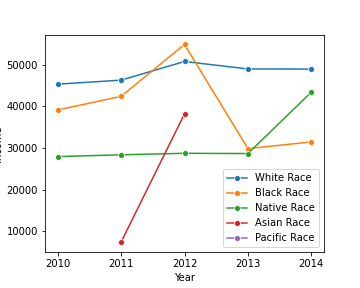 50000
40000
30000
20000
10000
2010 2011 2012 2013 2014
Year
White Race
Black Race
Native Race
Asian Race
Pacific Race